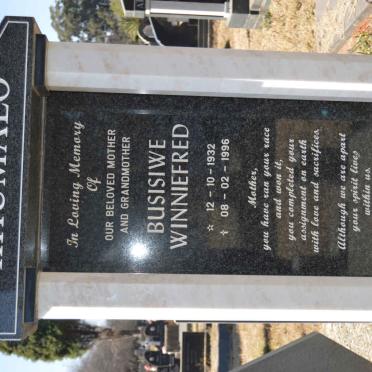 In Loving Memory
Of
OUR BELOVED MOTHER
AND GRANDMOTHER
BUSISIWE
WINNIEFRED
☆ 12 - 10 - 1932
✝ 08 - 02 - 1996
Mother,
you have ran your race
and won it,
you completed your
assignment on earth
with love and sacrifices.
Although we are apart
your spirit lives
within us